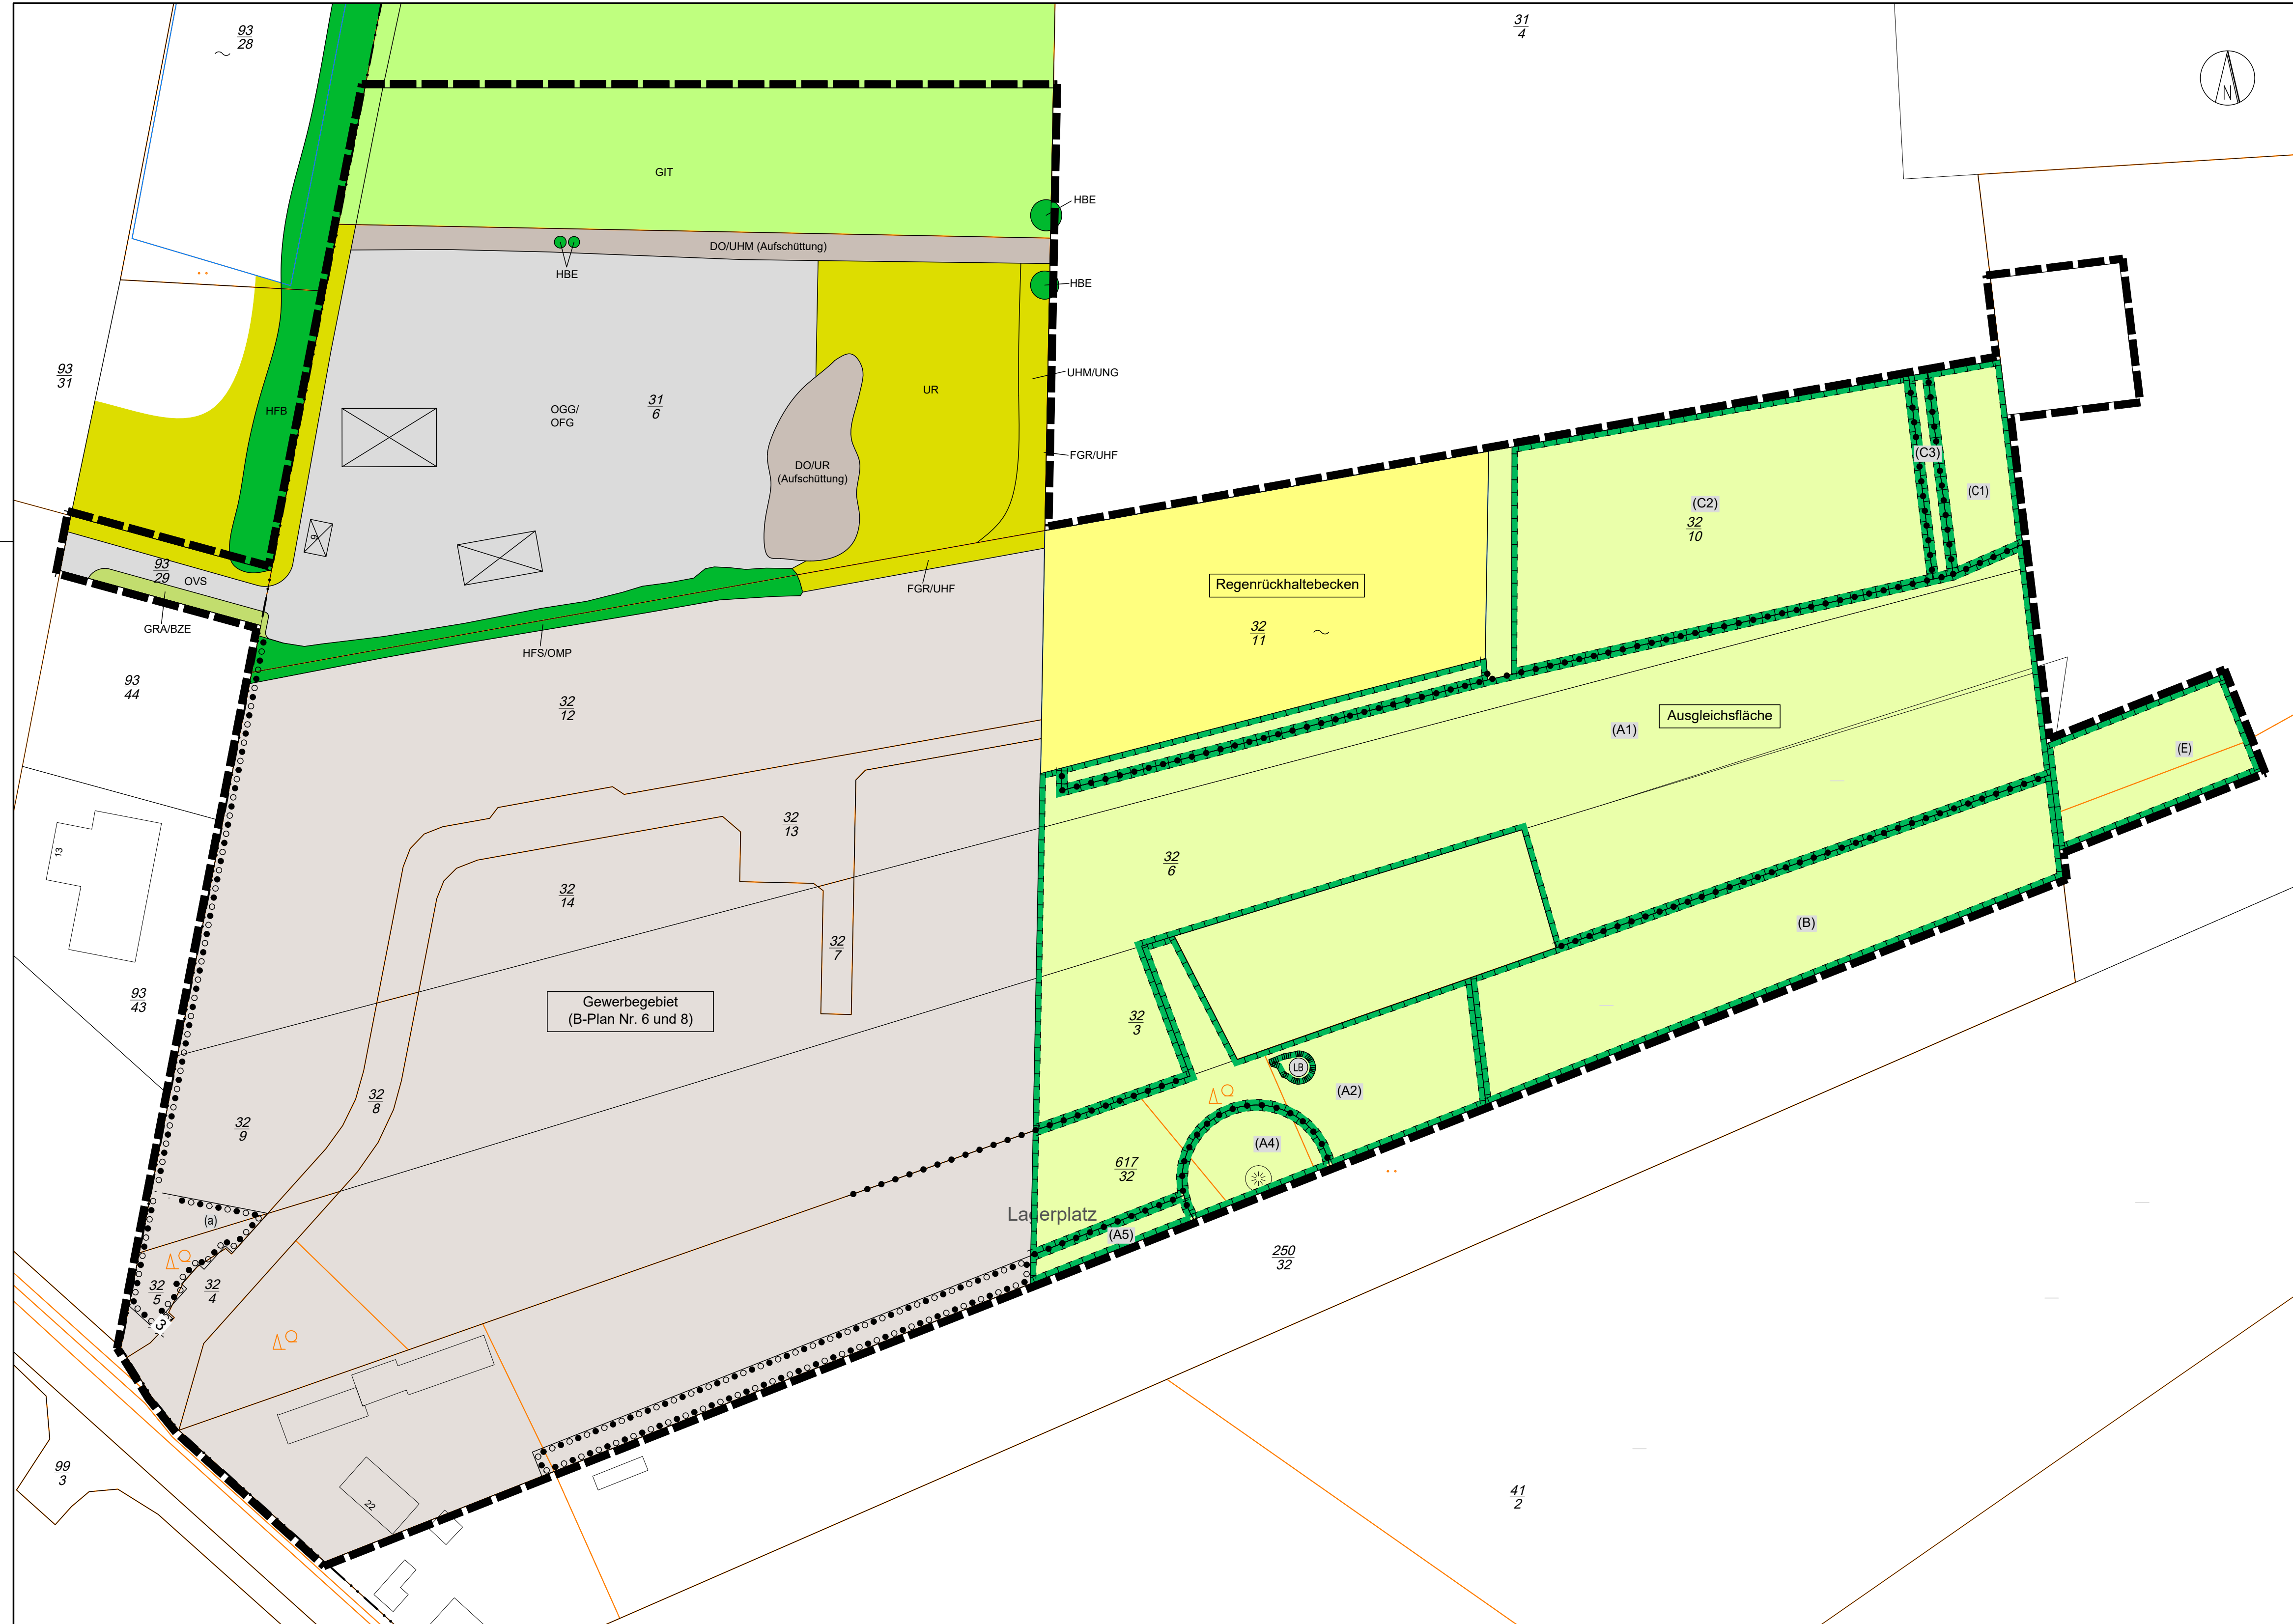 93
28
31
4
N
GIT
HBE
DO/UHM (Aufschüttung)
HBE
HBE
93
31
UHM/UNG
UR
HFB
OGG/
OFG
31
6
FGR/UHF
DO/UR
(Aufschüttung)
(C3)
(C1)
(C2)
32
10
9
93
29
OVS
FGR/UHF
Regenrückhaltebecken
32
11
GRA/BZE
HFS/OMP
93
44
32
12
Ausgleichsfläche
(A1)
(E)
13
32
13
32
6
32
14
32
7
(B)
93
43
Gewerbegebiet
(B-Plan Nr. 6 und 8)
32
3
LB
(A2)
32
8
32
9
(A4)
617
32
Lagerplatz
(A5)
(a)
250
32
32
5
32
4
3
99
3
22
41
2